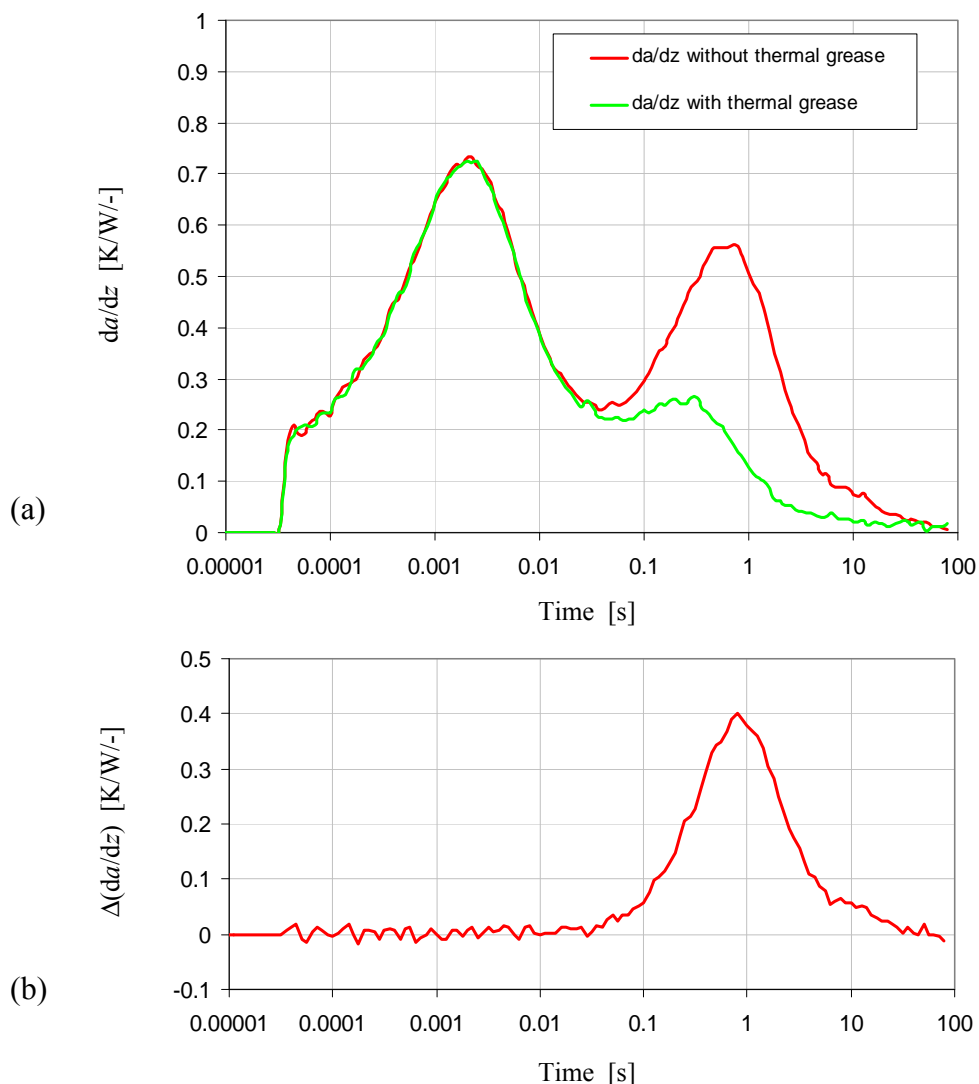 1
0.9
0.8
0.7
0.6
0.5
0.4
0.3
0.2
0.1
0
da/dz [K/W/-]
da/dz without thermal grease
da/dz with thermal grease
0.00001 0.0001 0.001 0.01 0.1 1 10 100
Time [s]
(a)
0.5
0.4
0.3
0.2
0.1
0
-0.1
Δ(da/dz) [K/W/-]
0.00001 0.0001 0.001 0.01 0.1 1 10 100
Time [s]
(b)